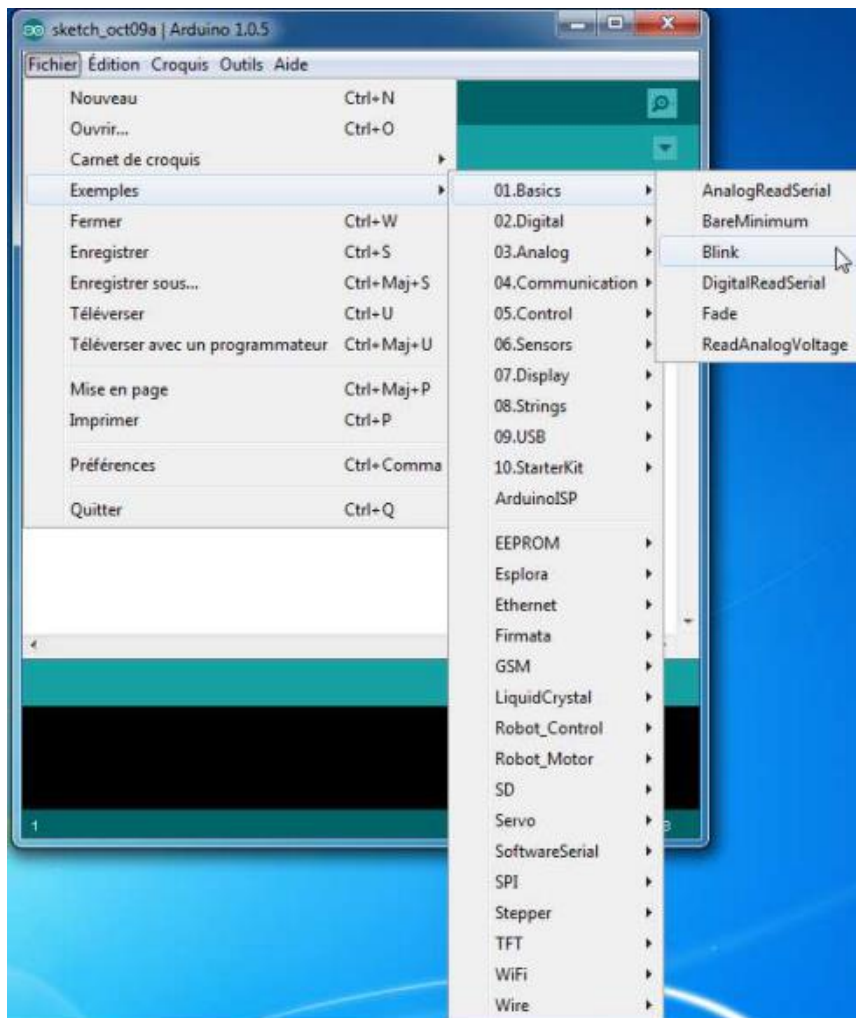 sketch_oct09a | Arduino 1.0.5
Fichier Édition Croquis Outils Aide
Nouveau Ctrl+N
Ouvrir... Ctrl+O
Carnet de croquis
Exemples
Fermer Ctrl+W
Enregistrer Ctrl+S
Enregistrer sous... Ctrl+Maj+S
Téléverser Ctrl+U
Téléverser avec un programmateur Ctrl+Maj+U
Mise en page Ctrl+Maj+P
Imprimer Ctrl+P
Préférences Ctrl+Comma
Quitter Ctrl+Q
01.Basics
02.Digital
03.Analog
04.Communication
05.Control
06.Sensors
07.Display
08.Strings
09.USB
10.StarterKit
ArduinoISP
EEPROM
Esplora
Ethernet
Firmata
GSM
LiquidCrystal
Robot_Control
Robot_Motor
SD
Servo
SoftwareSerial
SPI
Stepper
TFT
WiFi
Wire
AnalogReadSerial
BareMinimum
Blink
DigitalReadSerial
Fade
ReadAnalogVoltage
1